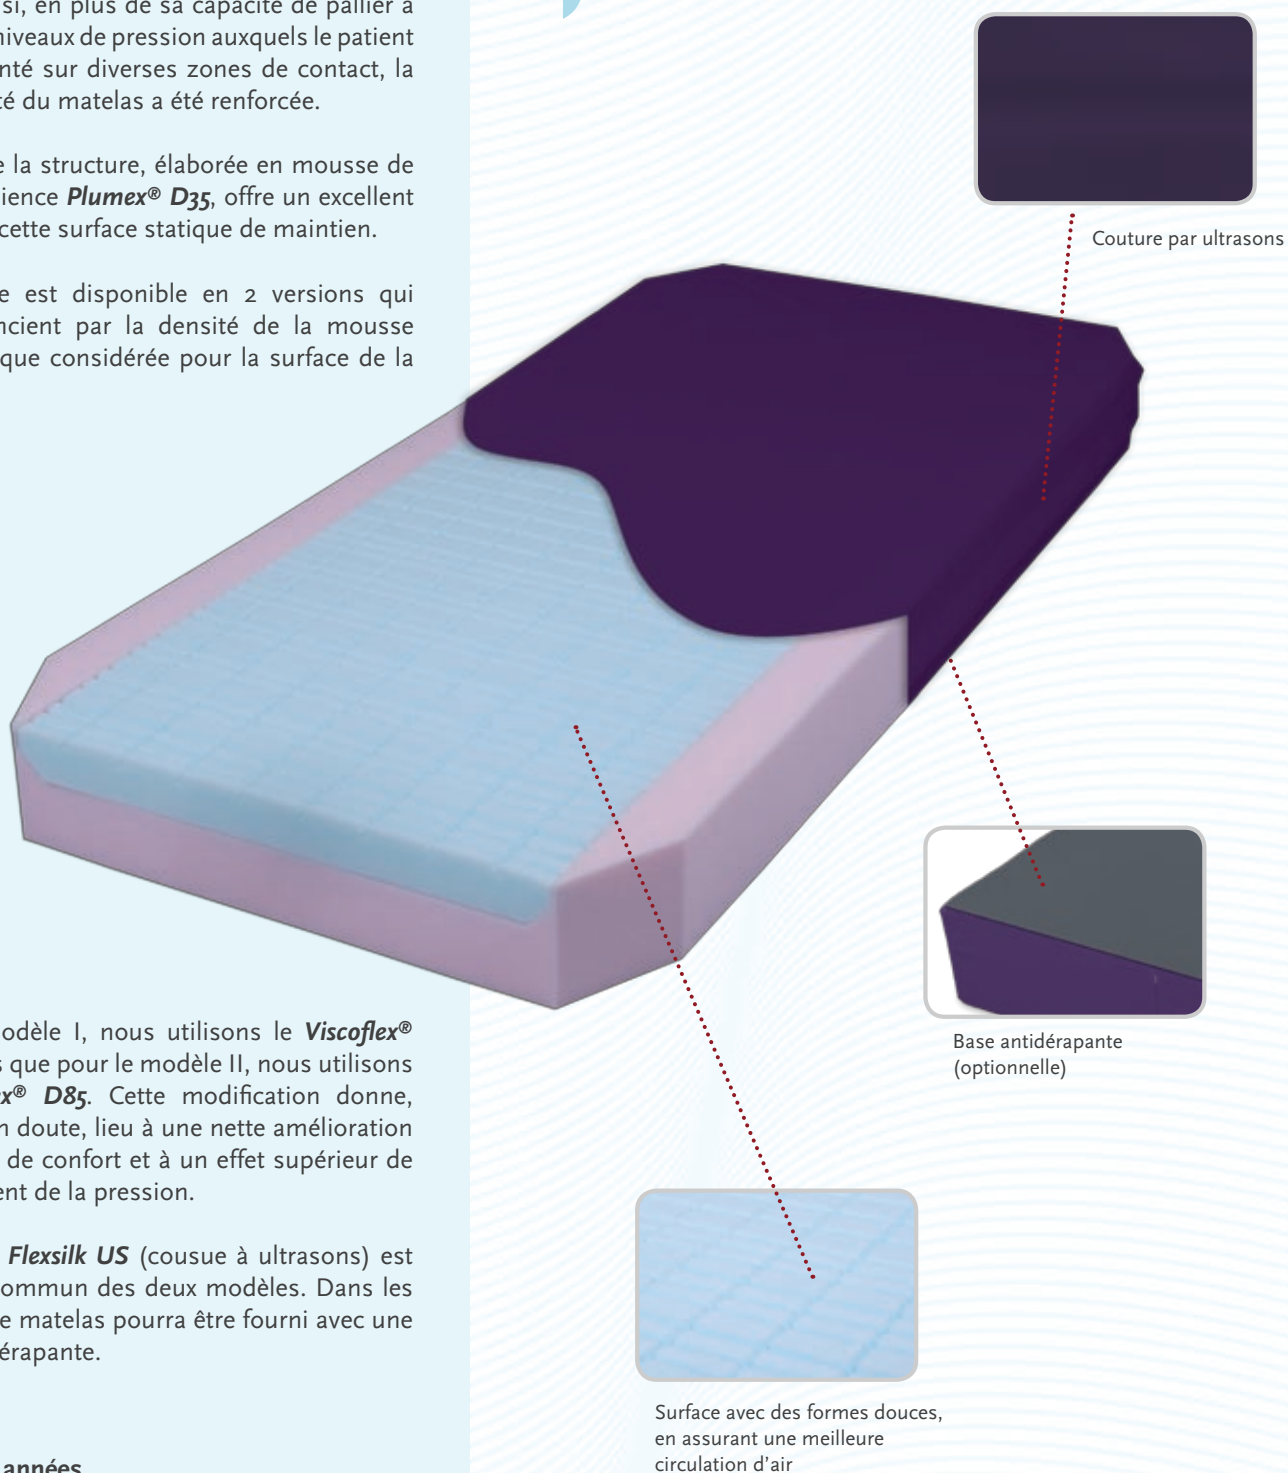 si, en plus de sa capacité de pallier à
niveaux de pression auxquels le patient
nté sur diverses zones de contact, la
té du matelas a été renforcée.
e la structure, élaborée en mousse de
ience Plumex® D35, offre un excellent
cette surface statique de maintien.
e est disponible en 2 versions qui
ncient par la densité de la mousse
que considérée pour la surface de la
odèle I, nous utilisons le Viscoflex®
s que pour le modèle II, nous utilisons
x® D85. Cette modification donne,
n doute, lieu à une nette amélioration
de confort et à un effet supérieur de
ent de la pression.
Flexsilk US (cousue à ultrasons) est
ommun des deux modèles. Dans les
e matelas pourra être fourni avec une
érapante.
années
Couture par ultrasons
Base antidérapante
(optionnelle)
Surface avec des formes douces,
en assurant une meilleure
circulation d'air